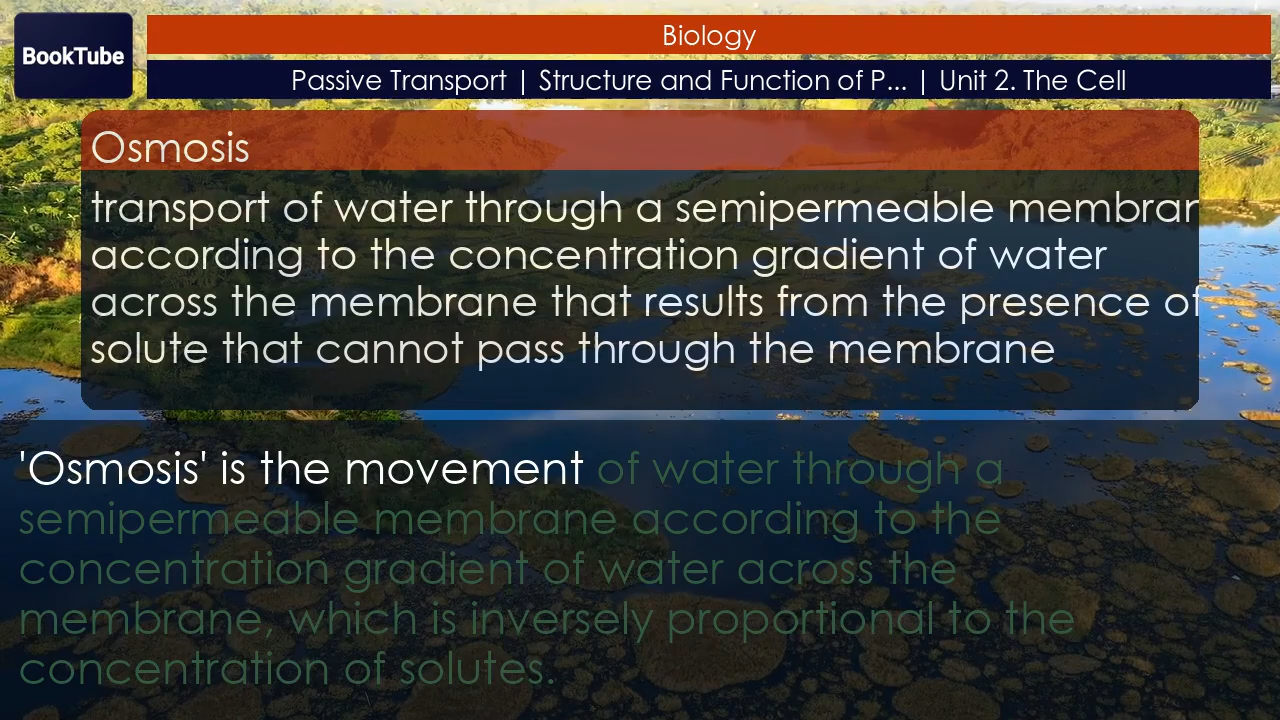 BookTube
Biology
Passive Transport | Structure and Function of P... | Unit 2. The Cell
Osmosis
transport of water through a semipermeable membran
according to the concentration gradient of water
across the membrane that results from the presence of
solute that cannot pass through the membrane
'Osmosis' is the movement of water through a
semipermeable membrane according to the
concentration gradient of water across the
membrane, which is inversely proportional to the
concentration of solutes.